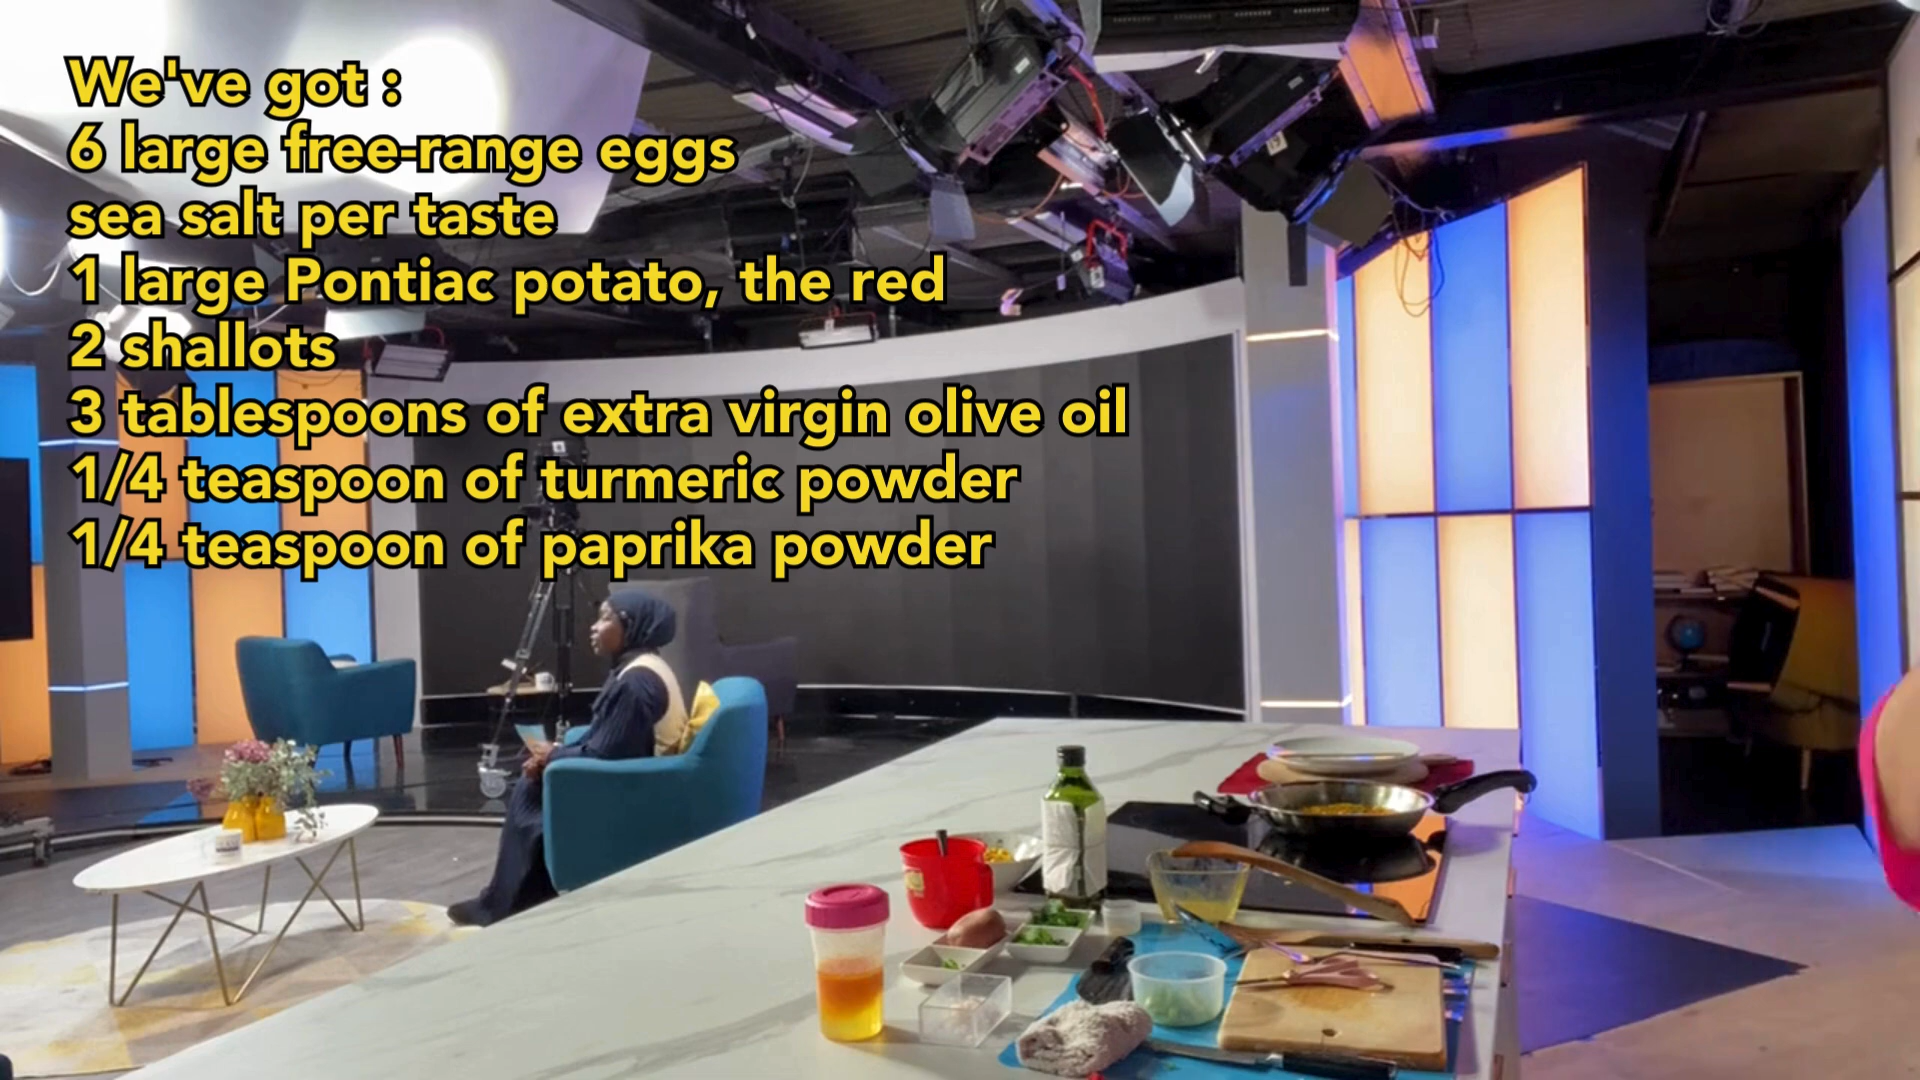 We've got :
6 large free-range eggs
sea salt per taste
1 large Pontiac potato, the red
2 shallots
3 tablespoons of extra virgin olive oil
1/4 teaspoon of turmeric powder
1/4 teaspoon of paprika powder